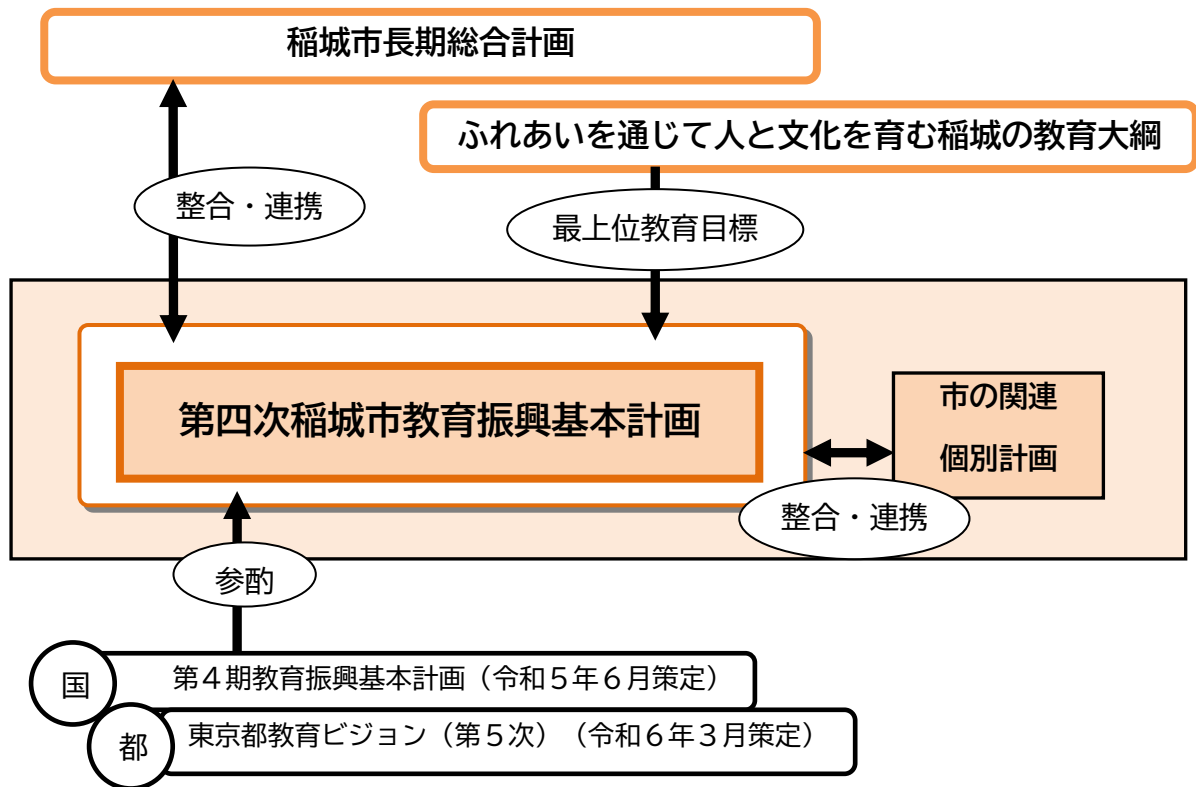 稲城市長期総合計画
ふれあいを通じて人と文化を育む稲城の教育大綱
整合・連携
最上位教育目標
第四次稲城市教育振興基本計画
市の関連
個別計画
整合・連携
参酌
国
第４期教育振興基本計画（令和５年６月策定）
都
東京都教育ビジョン（第５次）（令和６年３月策定）